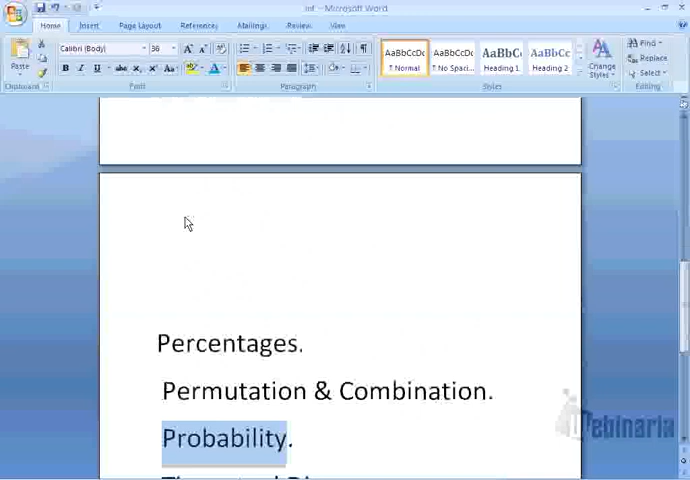 inf - Microsoft Word
Home Insert Page Layout References Mailings Review View
Calibri (Body) 36
AaBbCcDc AaBbCcDc AaBbC AaBbCc
Find
Replace
Select
Paste
¶ Normal ¶ No Spaci... Heading 1 Heading 2
Change
Styles
Clipboard Font Paragraph Styles Editing
Percentages.
Permutation & Combination.
Probability.
Webinaria